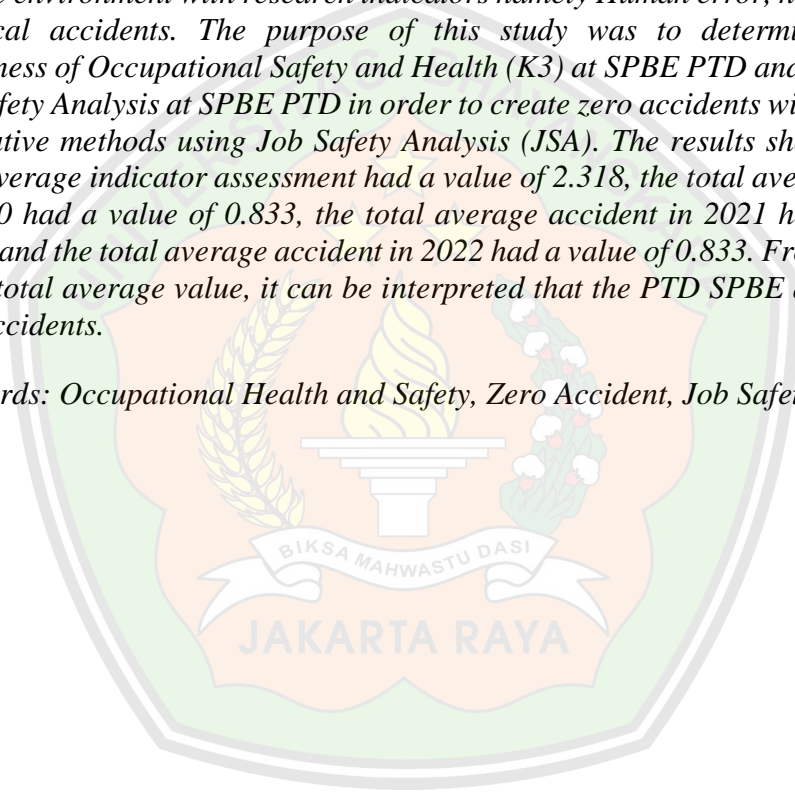 environment with research indicators namely Human error,
cal accidents. The purpose of this study was to determi
ness of Occupational Safety and Health (K3) at SPBE PTD and
fety Analysis at SPBE PTD in order to create zero accidents wi
ative methods using Job Safety Analysis (JSA). The results sh
verage indicator assessment had a value of 2.318, the total ave
0 had a value of 0.833, the total average accident in 2021 h
and the total average accident in 2022 had a value of 0.833. Fr
total average value, it can be interpreted that the PTD SPBE
ccidents.
rds: Occupational Health and Safety, Zero Accident, Job Safe
UNIVERSITAS BHAYANGKARA
BIKSA MAHWASTU DASI
JAKARTA RAYA